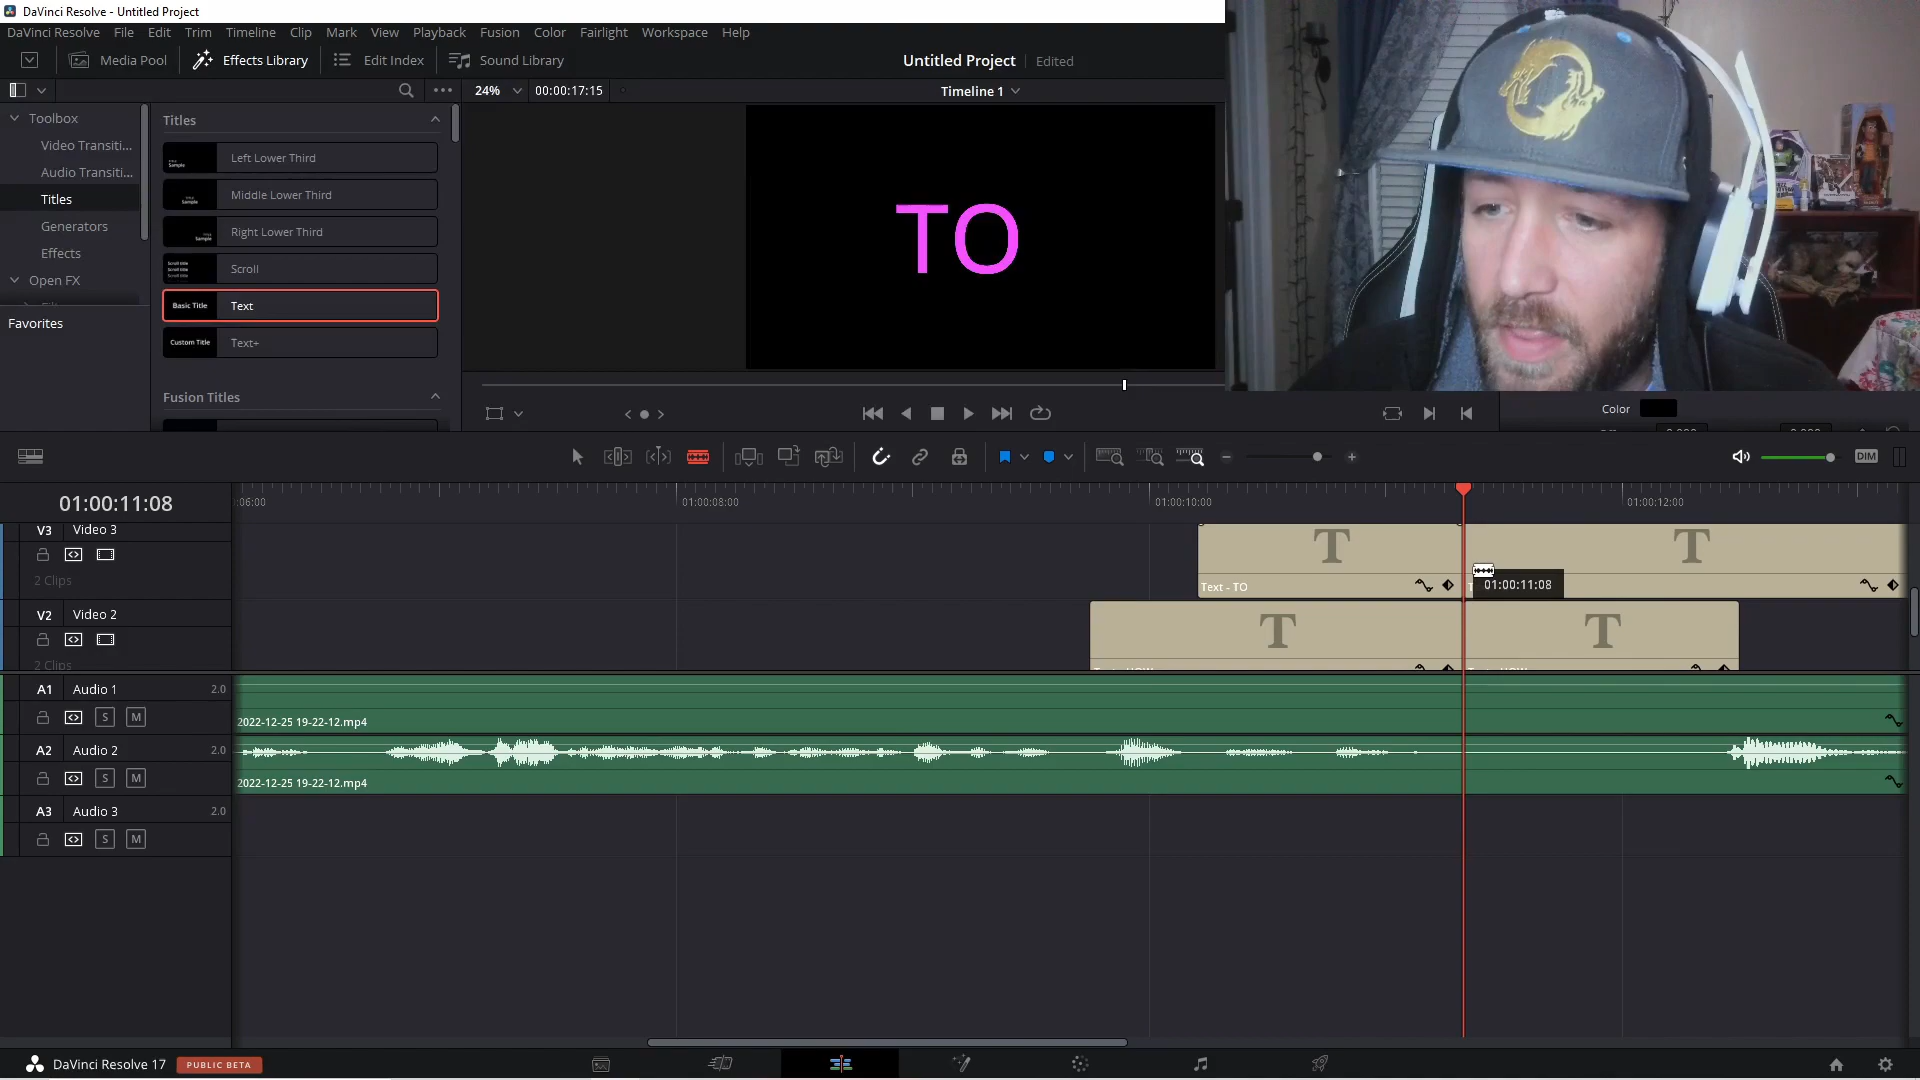 DaVinci Resolve - Untitled Project
DaVinci Resolve File Edit Trim Timeline Clip Mark View Playback Fusion Color Fairlight Workspace Help
Media Pool Effects Library Edit Index Sound Library Untitled Project Edited
24% 00:00:17:15 Timeline 1
Toolbox
Video Transiti...
Audio Transiti...
Titles
Generators
Effects
Open FX
Favorites
Titles
Left Lower Third
Middle Lower Third
Right Lower Third
Scroll
Basic Title Text
Custom Title Text+
Fusion Titles
TO
Color
DIM
01:00:11:08
:06:00 01:00:08:00 01:00:10:00 01:00:12:00
V3 Video 3
2 Clips
Text - TO
01:00:11:08
V2 Video 2
2 Clips
A1 Audio 1 2.0
S M
2022-12-25 19-22-12.mp4
A2 Audio 2 2.0
S M
2022-12-25 19-22-12.mp4
A3 Audio 3 2.0
S M
DaVinci Resolve 17 PUBLIC BETA